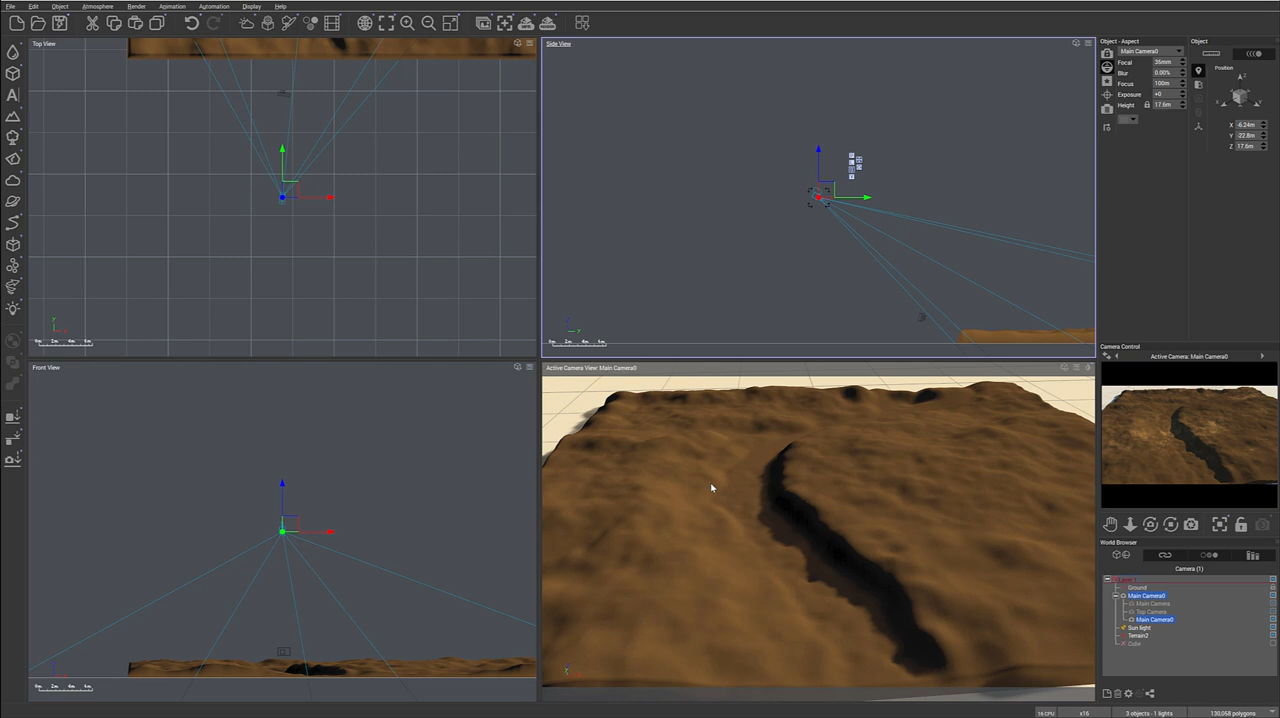 File Edit Object Atmosphere Render Animation Automation Display Help
Top View
Side View
Front View
Active Camera View: Main Camera0
Object - Aspect
Main Camera0
Focal 35mm
Blur 0.00%
Focus 100m
Exposure +0
Height 17.6m
Object
Position
X -6.24m
Y -22.8m
Z 17.6m
Camera Control
Active Camera: Main Camera0
World Browser
Camera (1)
Ground
Main Camera0
Main Camera
Top Camera
Main Camera0
Sun light
Terrain2
Cube
16 CPU x16 3 objects - 1 lights 130,058 polygons